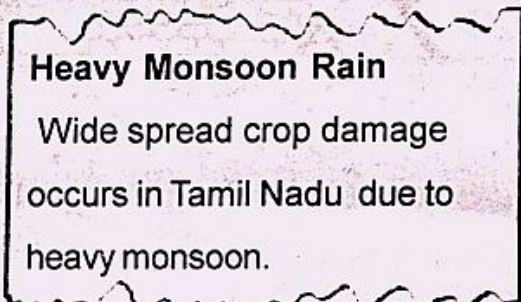 Heavy Monsoon Rain
Wide spread crop damage
occurs in Tamil Nadu due to
heavy monsoon.